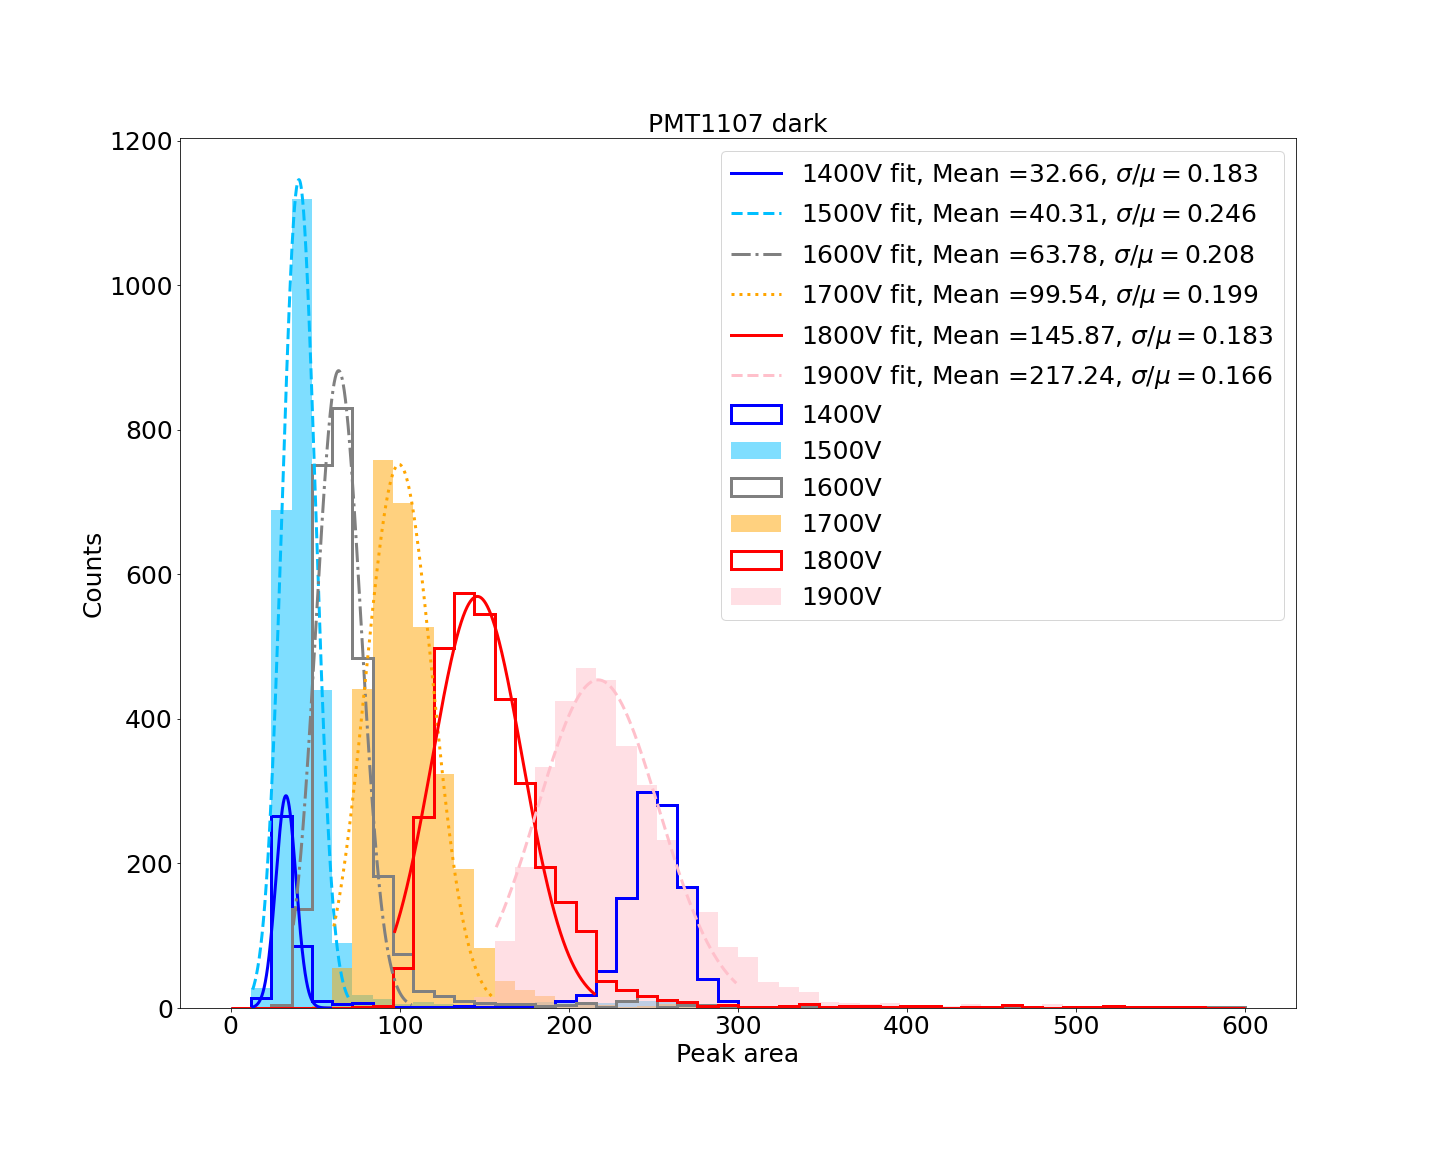 PMT1107 dark
1200
1000
800
600
400
200
0
Counts
0 100 200 300 400 500 600
Peak area
1400V fit, Mean =32.66, σ/μ = 0.183
1500V fit, Mean =40.31, σ/μ = 0.246
1600V fit, Mean =63.78, σ/μ = 0.208
1700V fit, Mean =99.54, σ/μ = 0.199
1800V fit, Mean =145.87, σ/μ = 0.183
1900V fit, Mean =217.24, σ/μ = 0.166
1400V
1500V
1600V
1700V
1800V
1900V